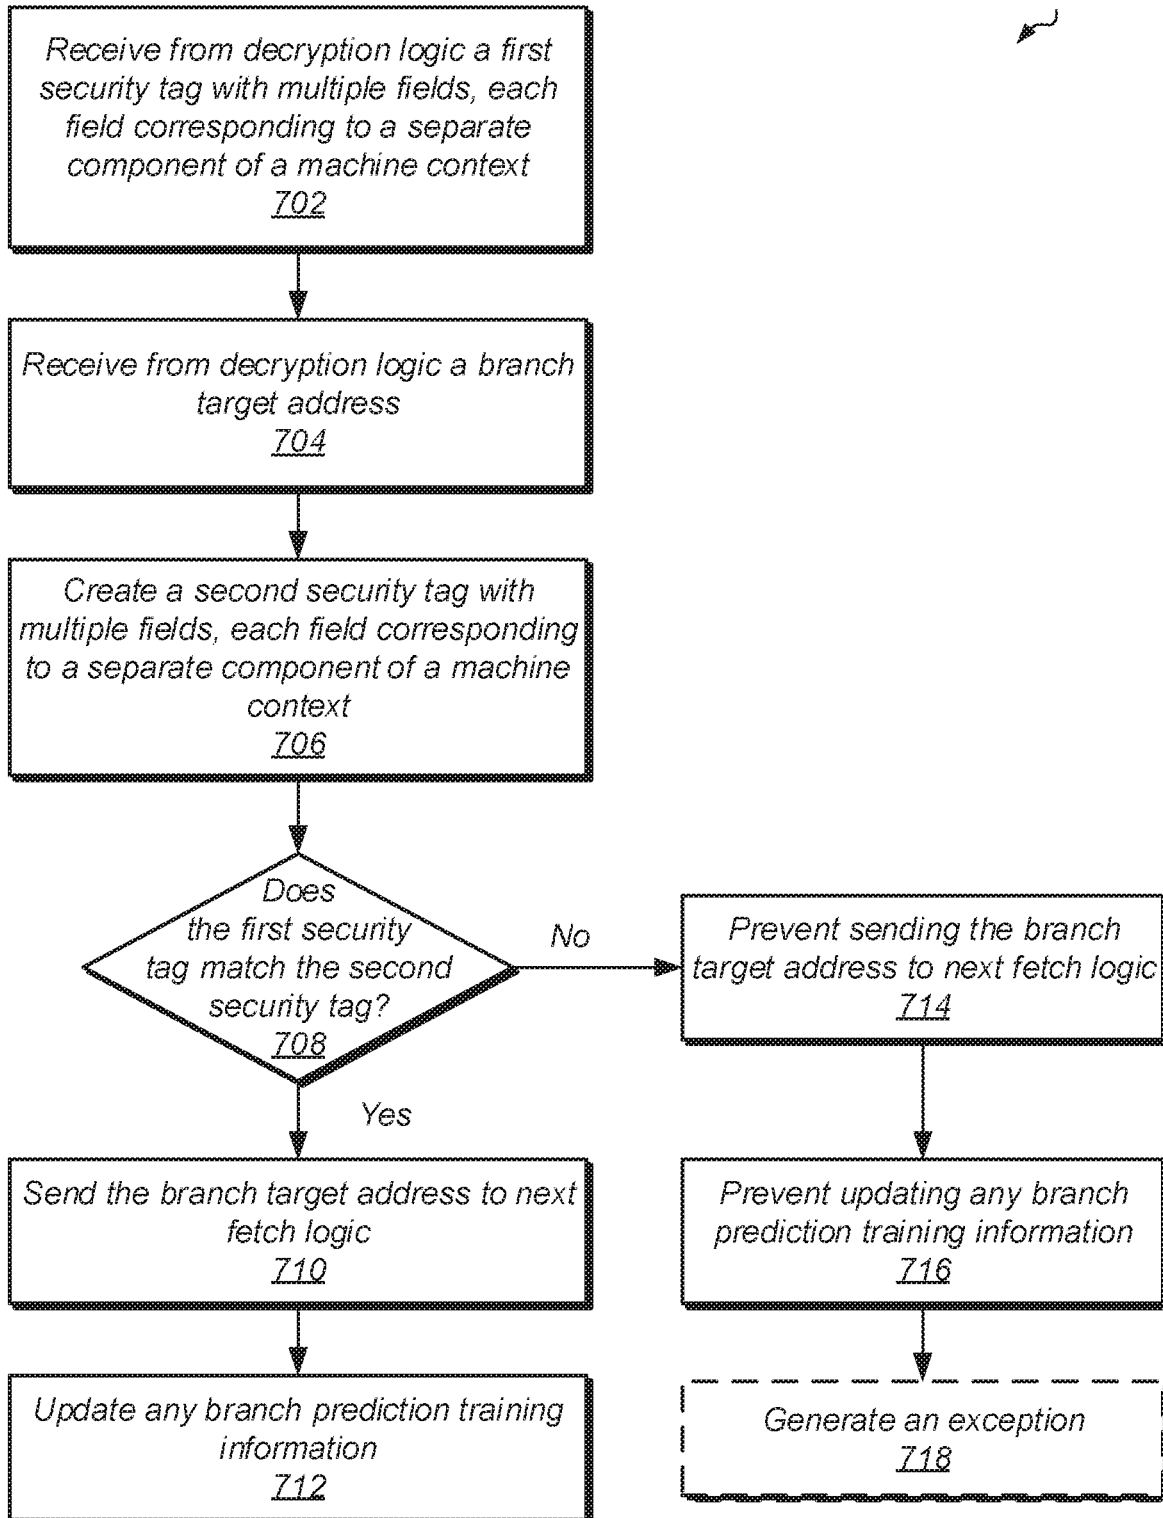 Receive from decryption logic a first
security tag with multiple fields, each
field corresponding to a separate
component of a machine context
702
Receive from decryption logic a branch
target address
704
Create a second security tag with
multiple fields, each field corresponding
to a separate component of a machine
context
706
Does
the first security
tag match the second
security tag?
708
No
Yes
Send the branch target address to next
fetch logic
710
Update any branch prediction training
information
712
Prevent sending the branch
target address to next fetch logic
714
Prevent updating any branch
prediction training information
716
Generate an exception
718